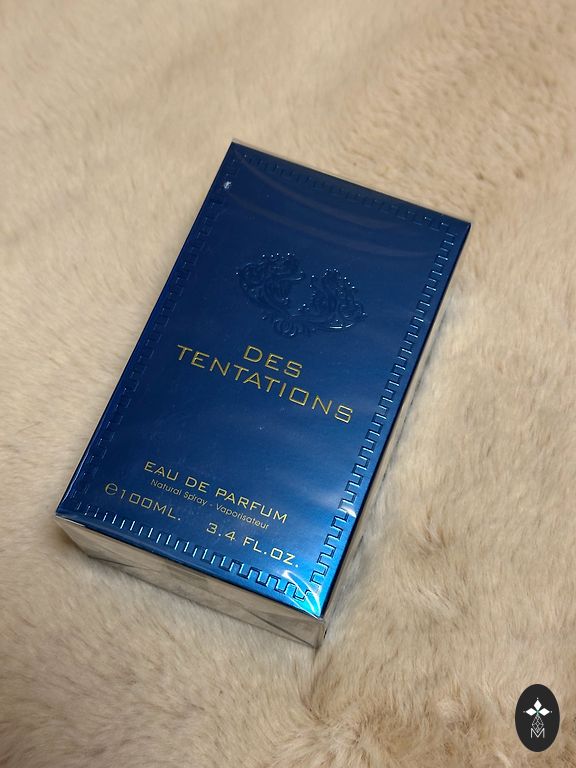 DES
TENTATIONS
EAU DE PARFUM
Natural Spray - Vaporisateur
℮100ML. 3.4 FL.OZ.
M